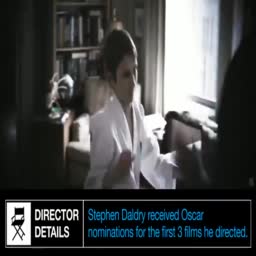 DIRECTOR
DETAILS
Stephen Daldry received Oscar
nominations for the first 3 films he directed.